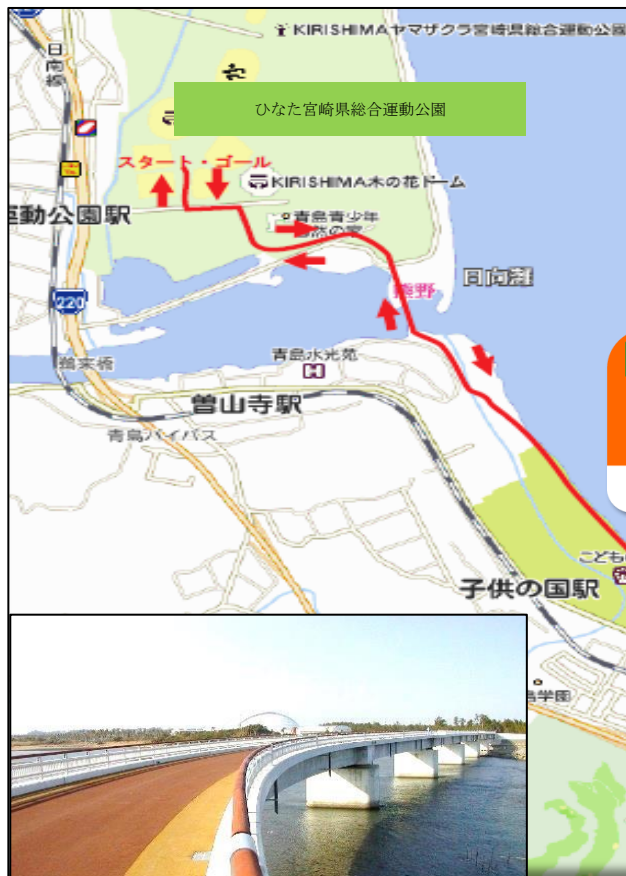 KIRISHIMAヤマザクラ宮崎県総合運動公園
日南線
ひなた宮崎県総合運動公園
スタート・ゴール
KIRISHIMA木の花ドーム
運動公園駅
青島青少年
自然の家
日向灘
熊野
220
青島水光苑
曽山寺駅
青島バイパス
こどもの
子供の国駅
島学園